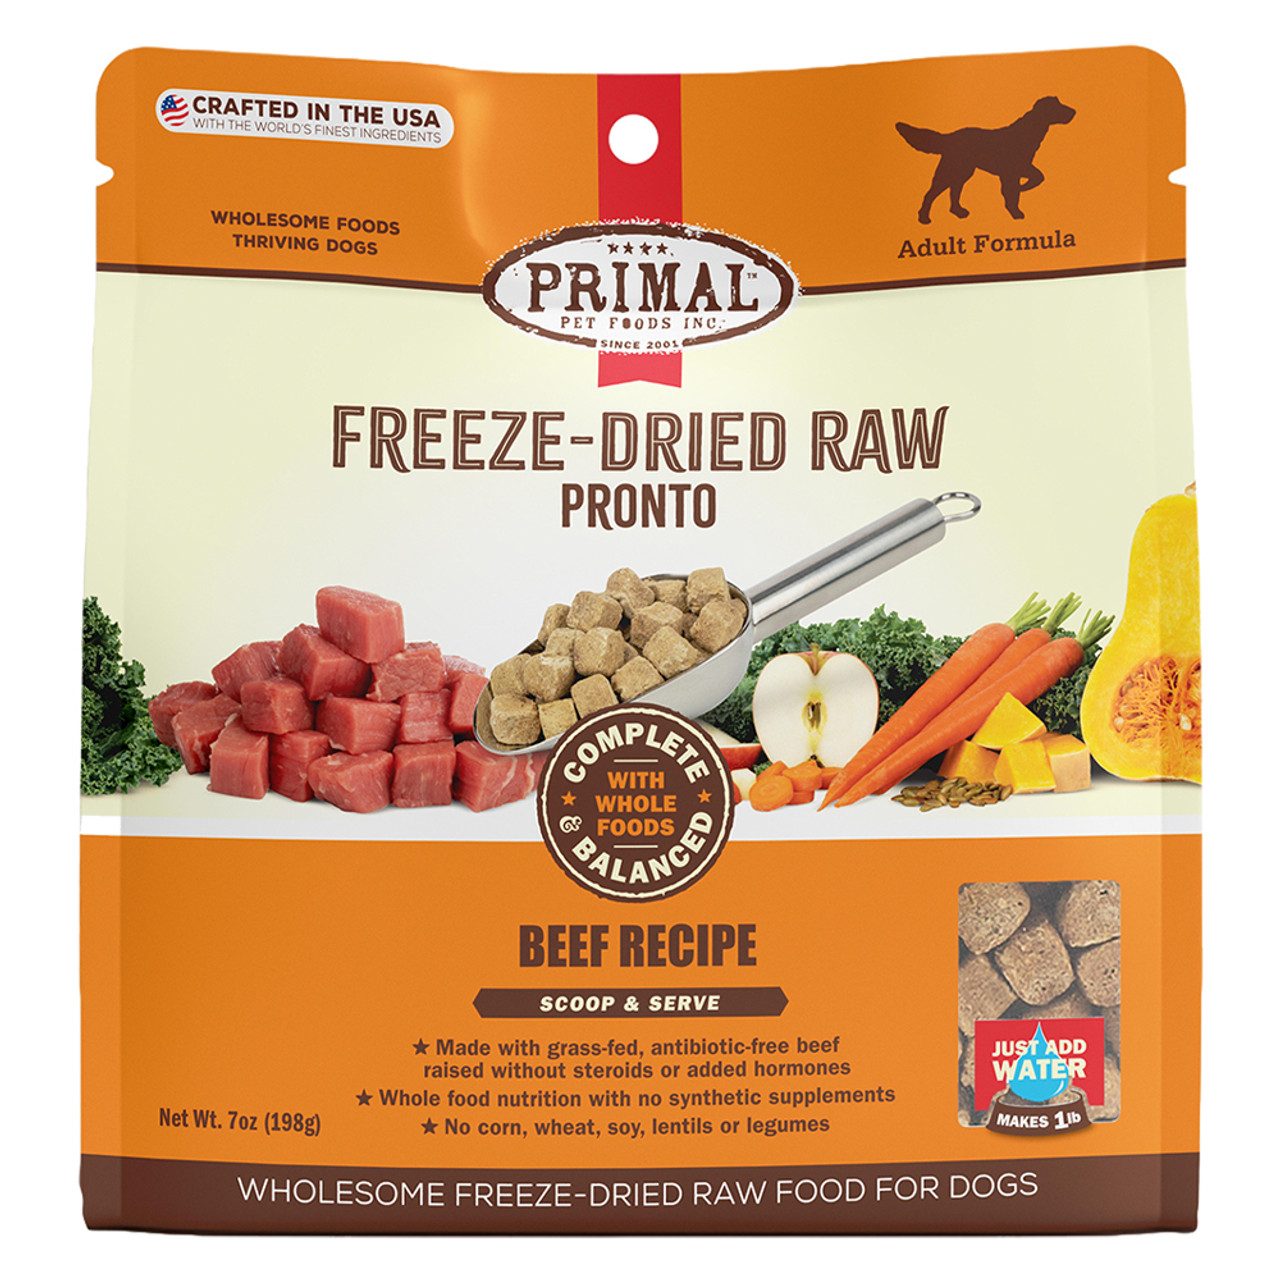 CRAFTED IN THE USA
WITH THE WORLD'S FINEST INGREDIENTS
WHOLESOME FOODS
THRIVING DOGS
Adult Formula
PRIMAL™
PET FOODS INC.
SINCE 2001
FREEZE-DRIED RAW
PRONTO
COMPLETE
& BALANCED
WITH
WHOLE
FOODS
BEEF RECIPE
SCOOP & SERVE
★ Made with grass-fed, antibiotic-free beef
raised without steroids or added hormones
★ Whole food nutrition with no synthetic supplements
★ No corn, wheat, soy, lentils or legumes
Net Wt. 7oz (198g)
JUST ADD
WATER
MAKES 1lb
WHOLESOME FREEZE-DRIED RAW FOOD FOR DOGS